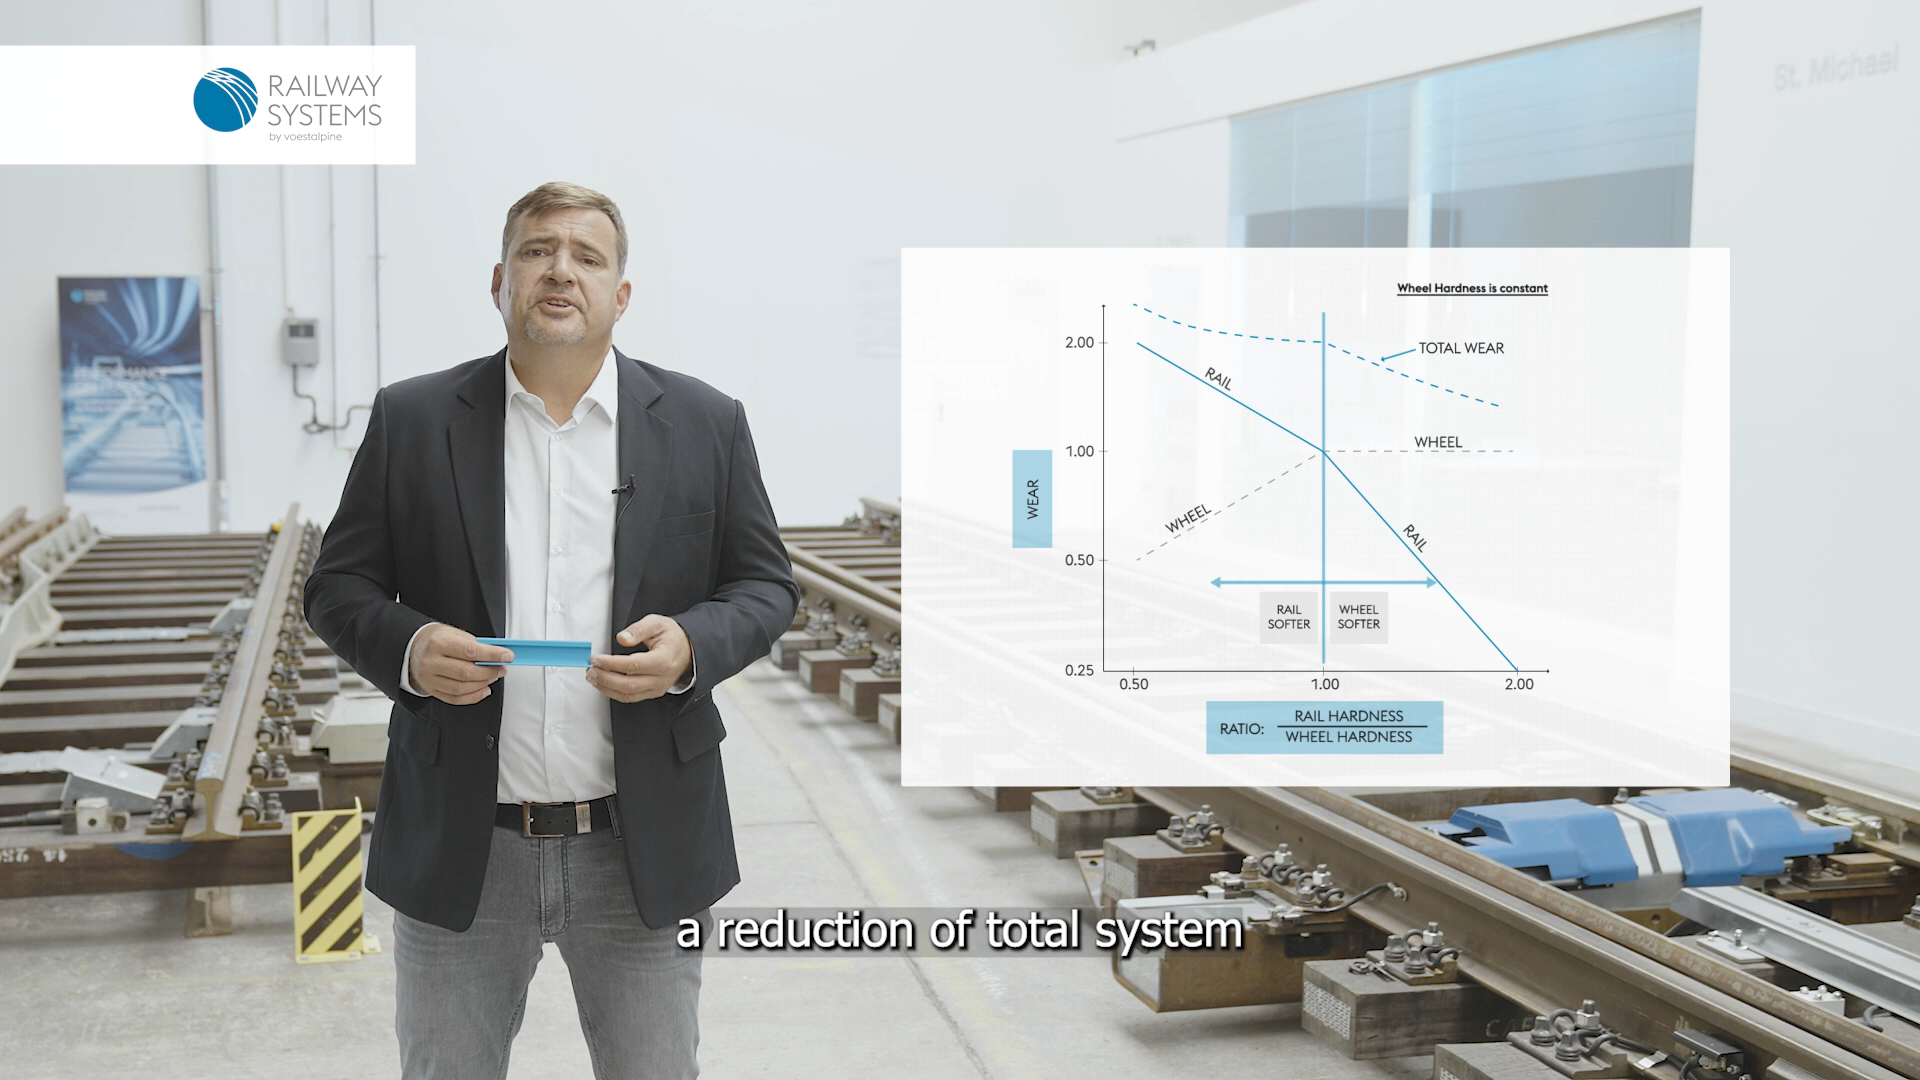 RAILWAY
SYSTEMS
by voestalpine
St. Michael
Wheel Hardness is constant
2.00
TOTAL WEAR
RAIL
1.00
WHEEL
WEAR
WHEEL
RAIL
0.50
RAIL
SOFTER
WHEEL
SOFTER
0.25
0.50
1.00
2.00
RATIO:
RAIL HARDNESS
WHEEL HARDNESS
a reduction of total system